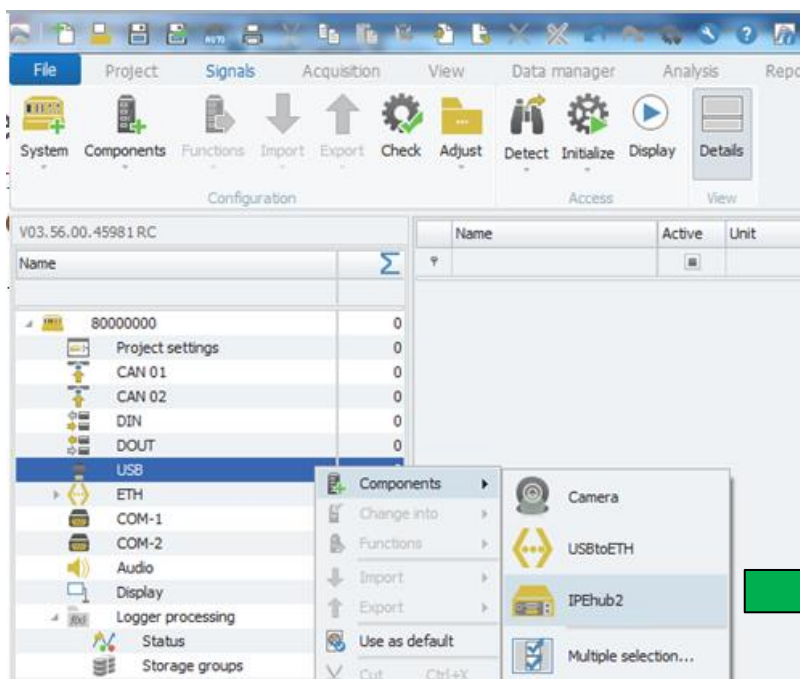 File Project Signals Acquisition View Data manager Analysis Repo
System Components Functions Import Export Check Adjust Detect Initialize Display Details
Configuration Access View
V03.56.00.45981 RC
Name Active Unit
Name Σ
80000000 0
Project settings 0
CAN 01 0
CAN 02 0
DIN 0
DOUT 0
USB
ETH
COM-1
COM-2
Audio
Display
Logger processing
Status
Storage groups
Components
Change into
Functions
Import
Export
Use as default
Cut Ctrl+X
Camera
USBtoETH
IPEhub2
Multiple selection...